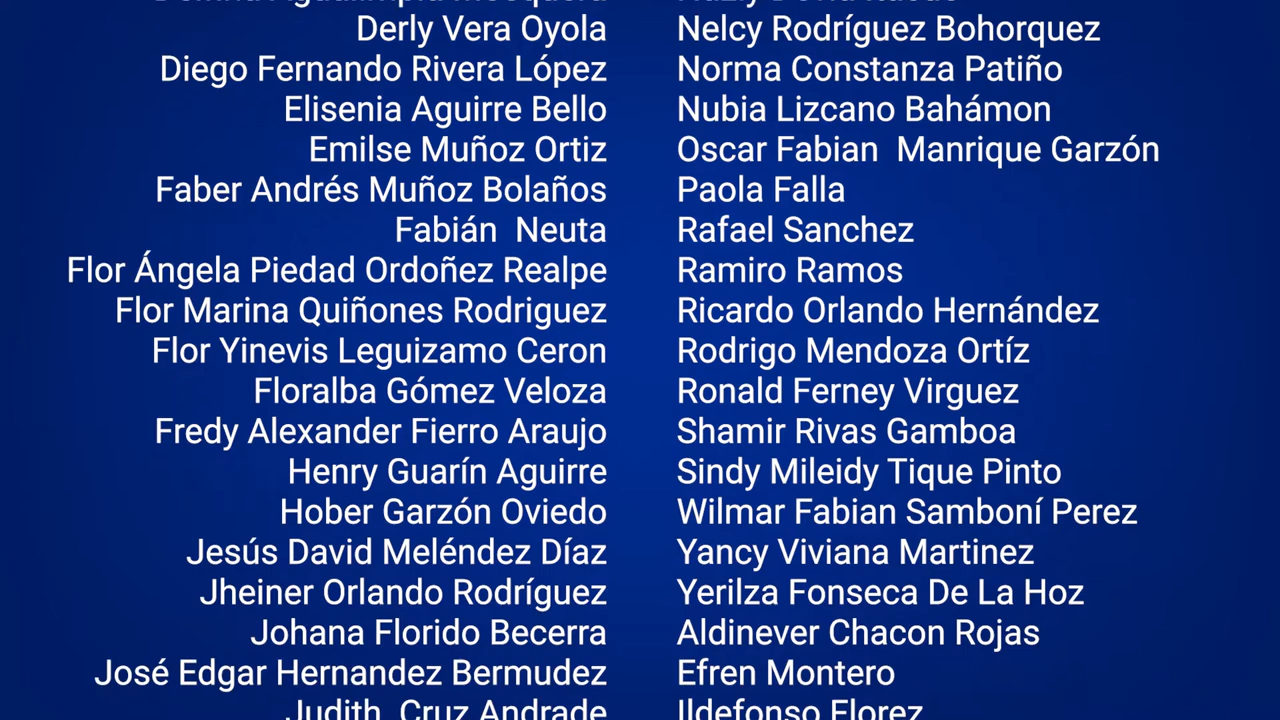 Derly Vera Oyola
Diego Fernando Rivera López
Elisenia Aguirre Bello
Emilse Muñoz Ortiz
Faber Andrés Muñoz Bolaños
Fabián  Neuta
Flor Ángela Piedad Ordoñez Realpe
Flor Marina Quiñones Rodriguez
Flor Yinevis Leguizamo Ceron
Floralba Gómez Veloza
Fredy Alexander Fierro Araujo
Henry Guarín Aguirre
Hober Garzón Oviedo
Jesús David Meléndez Díaz
Jheiner Orlando Rodríguez
Johana Florido Becerra
José Edgar Hernandez Bermudez
Judith  Cruz Andrade
Nelcy Rodríguez Bohorquez
Norma Constanza Patiño
Nubia Lizcano Bahámon
Oscar Fabian  Manrique Garzón
Paola Falla
Rafael Sanchez
Ramiro Ramos
Ricardo Orlando Hernández
Rodrigo Mendoza Ortíz
Ronald Ferney Virguez
Shamir Rivas Gamboa
Sindy Mileidy Tique Pinto
Wilmar Fabian Samboní Perez
Yancy Viviana Martinez
Yerilza Fonseca De La Hoz
Aldinever Chacon Rojas
Efren Montero
Ildefonso Florez